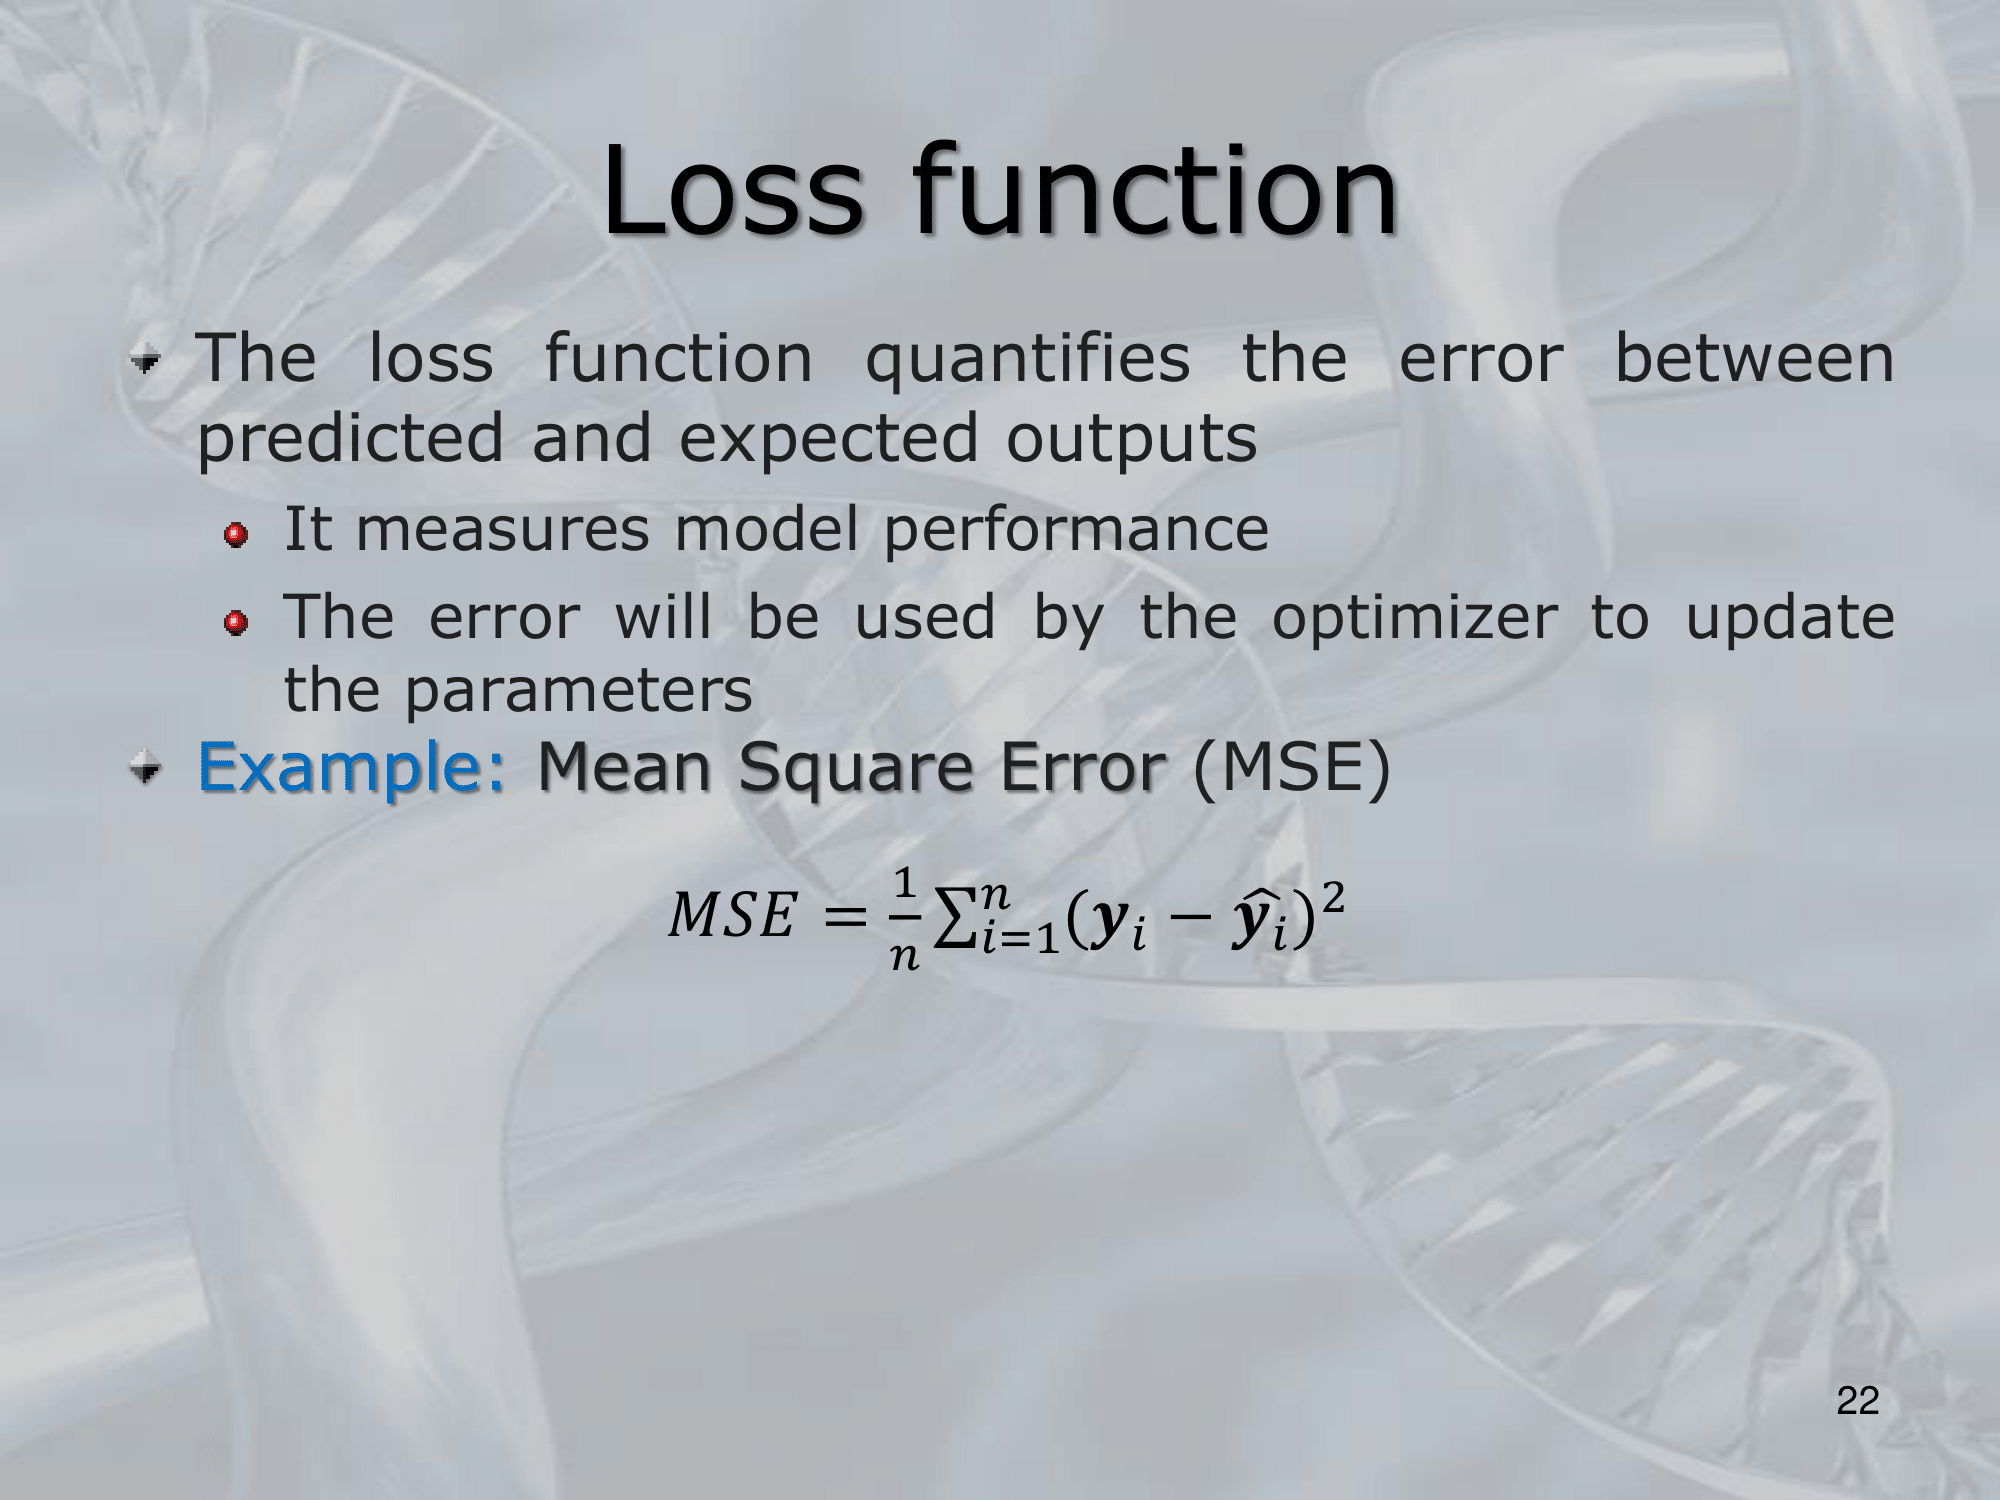 Loss function
The loss function quantifies the error between
predicted and expected outputs
It measures model performance
The error will be used by the optimizer to update
the parameters
Example: Mean Square Error (MSE)
$MSE = \frac{1}{n} \sum_{i=1}^{n} (\boldsymbol{y}_i - \widehat{\boldsymbol{y}_i})^2$
22